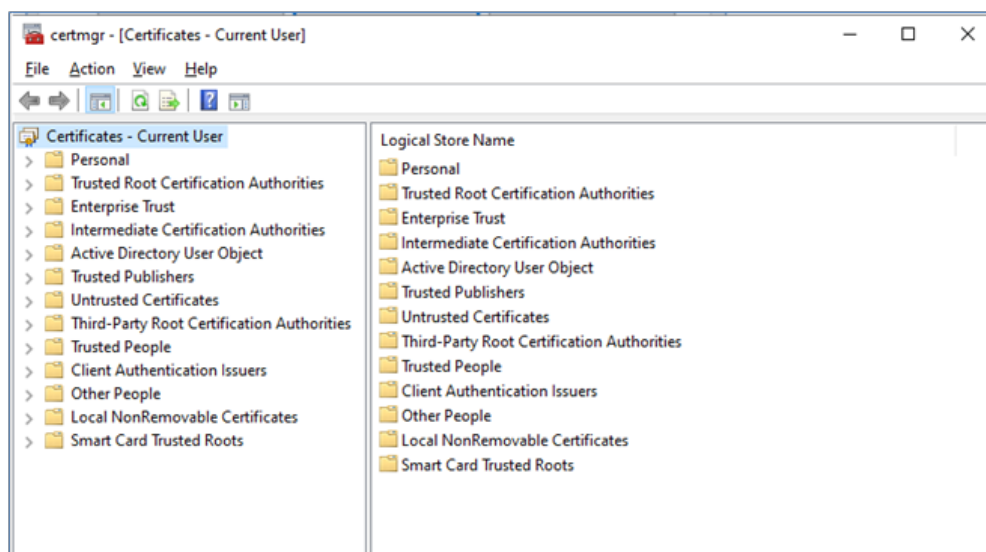 certmgr - [Certificates - Current User]
File Action View Help
Certificates - Current User
Personal
Trusted Root Certification Authorities
Enterprise Trust
Intermediate Certification Authorities
Active Directory User Object
Trusted Publishers
Untrusted Certificates
Third-Party Root Certification Authorities
Trusted People
Client Authentication Issuers
Other People
Local NonRemovable Certificates
Smart Card Trusted Roots
Logical Store Name
Personal
Trusted Root Certification Authorities
Enterprise Trust
Intermediate Certification Authorities
Active Directory User Object
Trusted Publishers
Untrusted Certificates
Third-Party Root Certification Authorities
Trusted People
Client Authentication Issuers
Other People
Local NonRemovable Certificates
Smart Card Trusted Roots